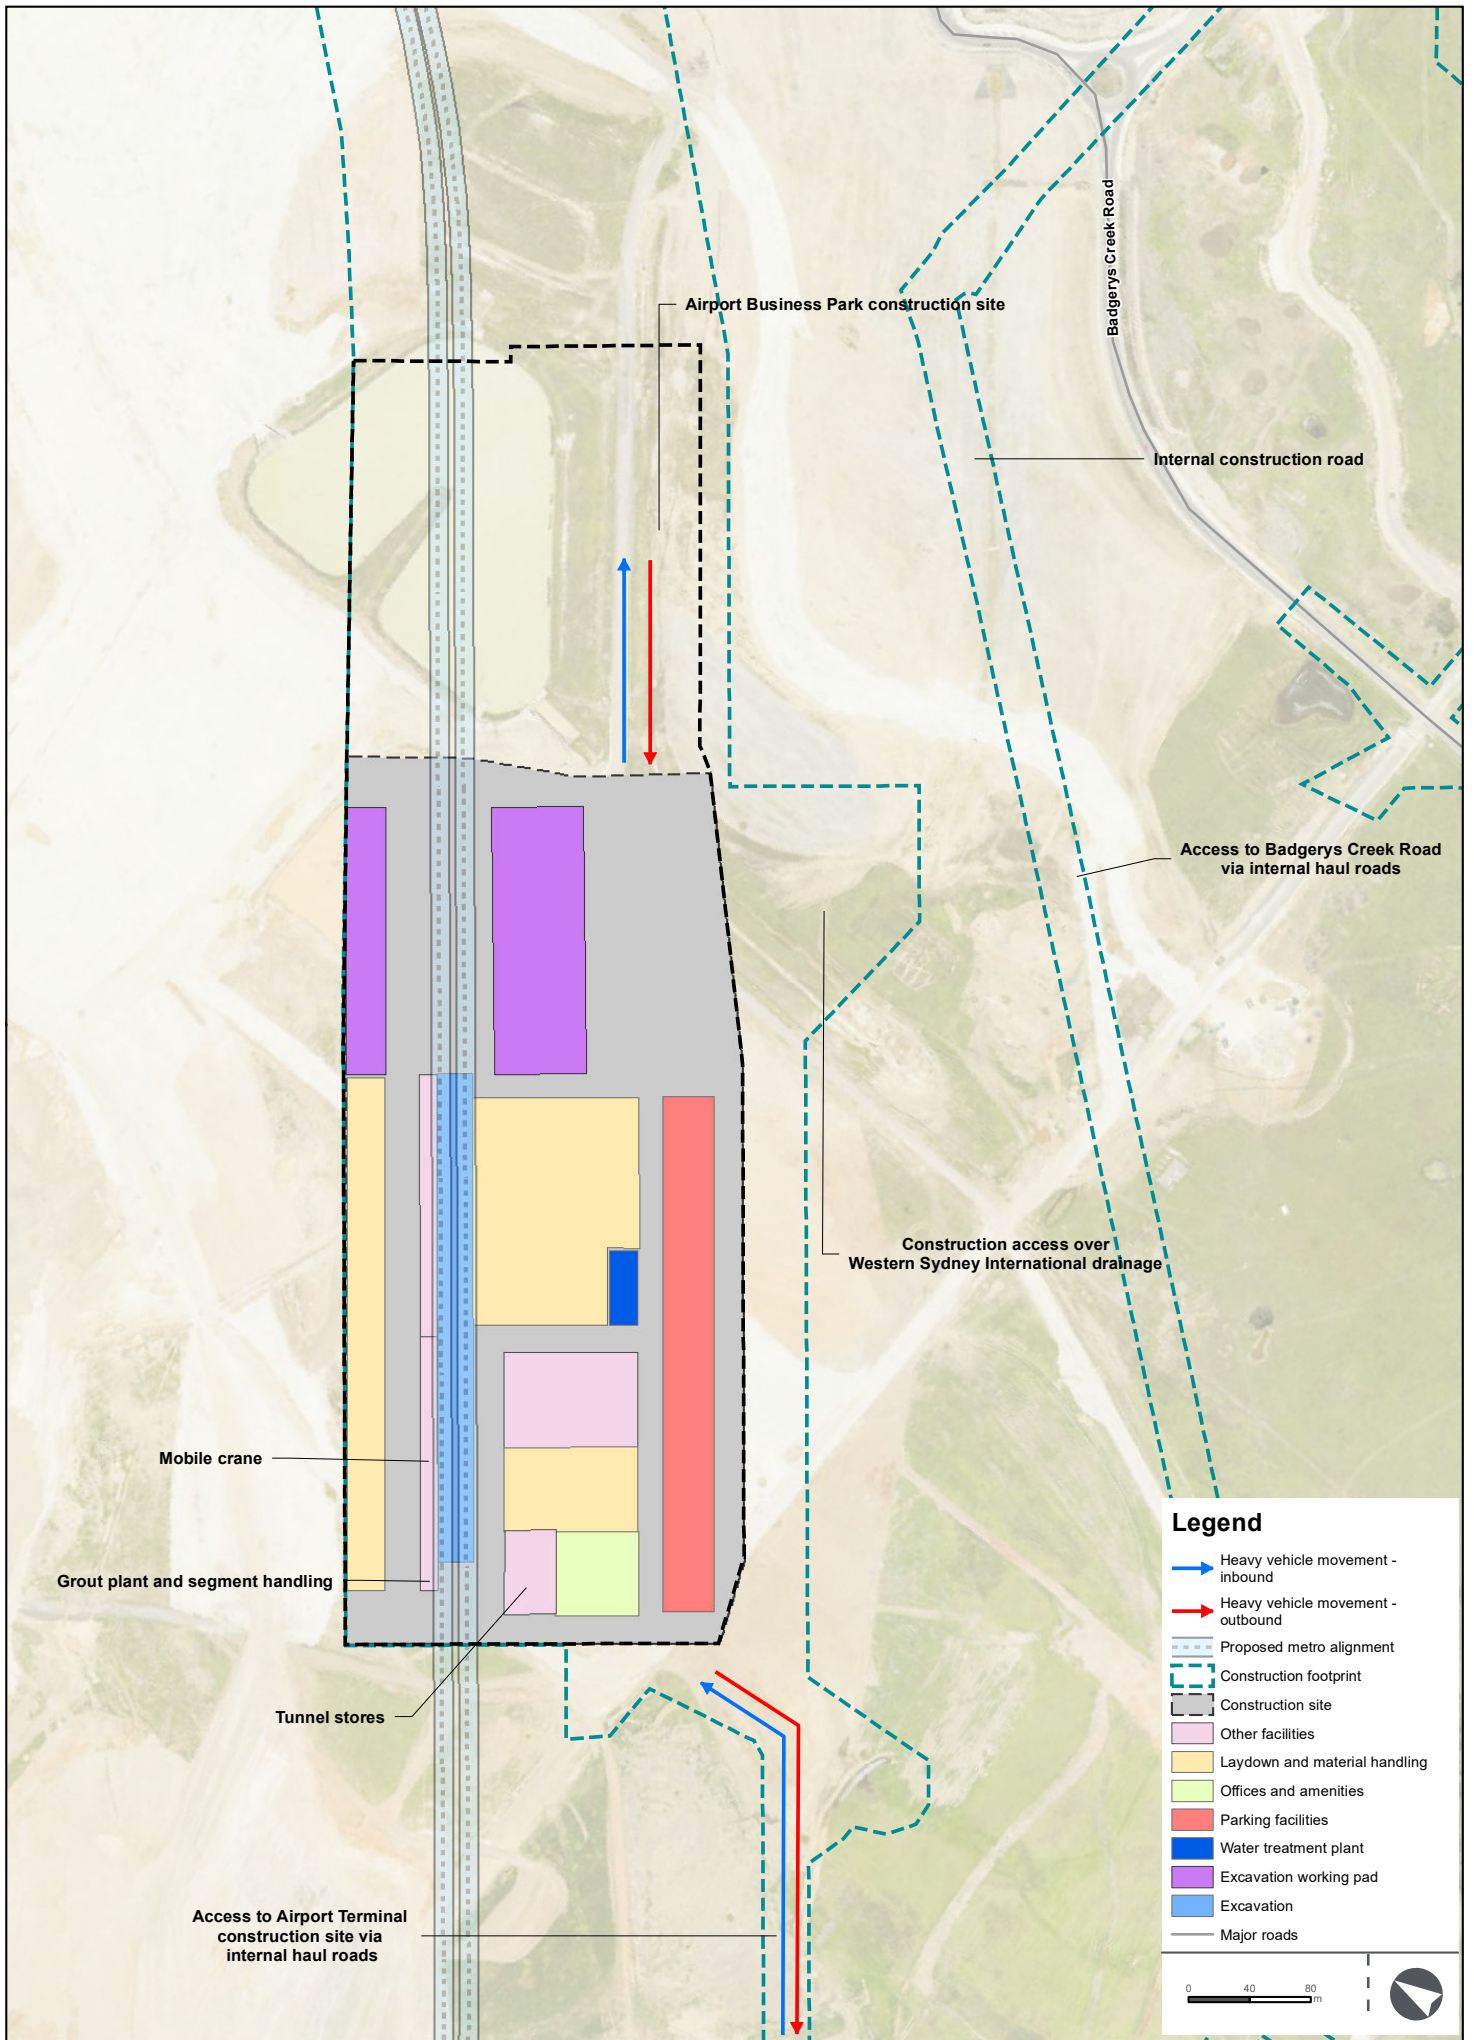 Badgerys Creek Road
Airport Business Park construction site
Internal construction road
Access to Badgerys Creek Road
via internal haul roads
Construction access over
Western Sydney International drainage
Mobile crane
Grout plant and segment handling
Tunnel stores
Access to Airport Terminal
construction site via
internal haul roads
Legend
Heavy vehicle movement -
inbound
Heavy vehicle movement -
outbound
Proposed metro alignment
Construction footprint
Construction site
Other facilities
Laydown and material handling
Offices and amenities
Parking facilities
Water treatment plant
Excavation working pad
Excavation
Major roads
0 40 80
m